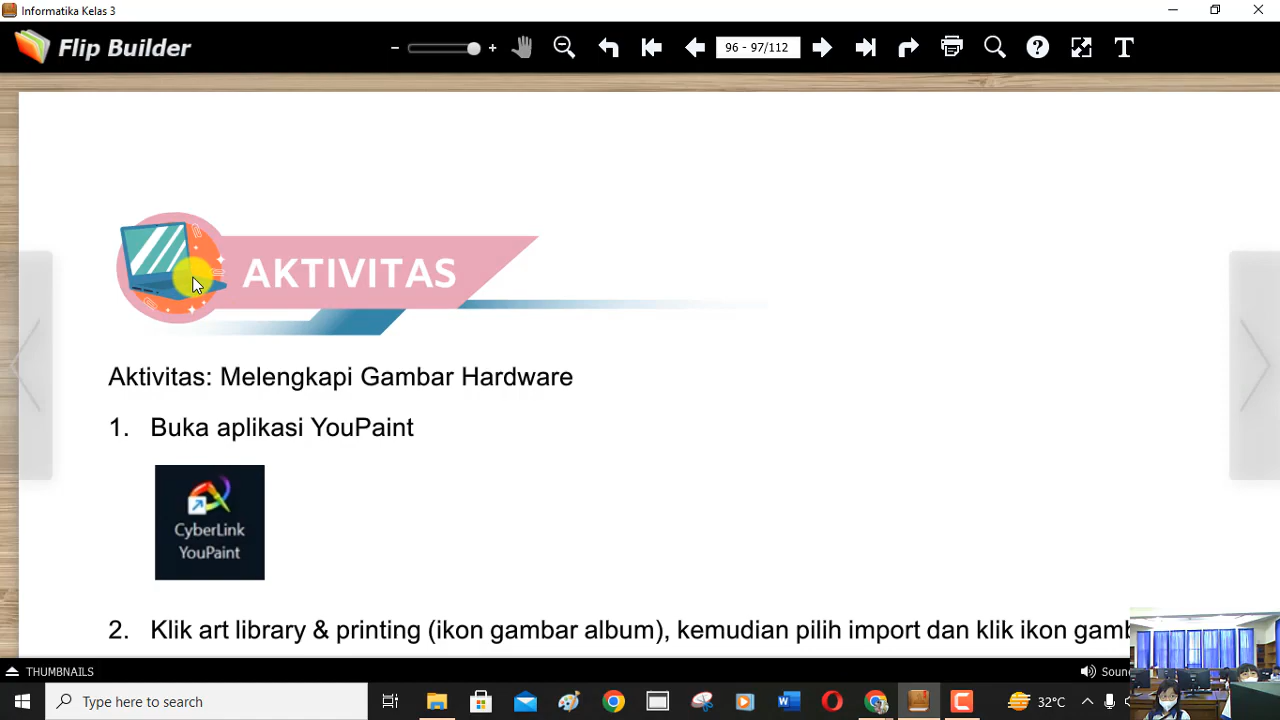 Informatika Kelas 3
Flip Builder
96 - 97/112
AKTIVITAS
Aktivitas: Melengkapi Gambar Hardware
1. Buka aplikasi YouPaint
CyberLink
YouPaint
2. Klik art library & printing (ikon gambar album), kemudian pilih import dan klik ikon gamb
THUMBNAILS
Soun
Type here to search
32°C